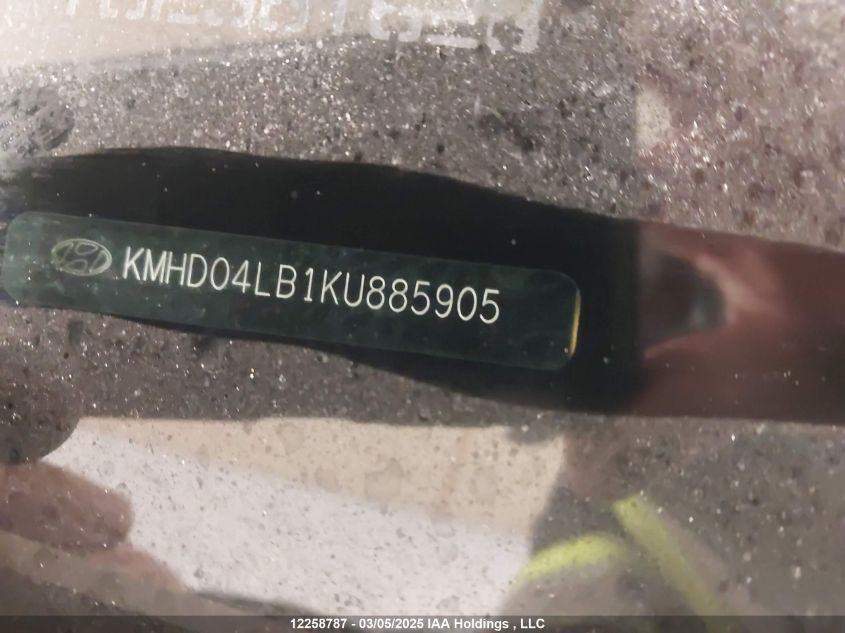 KMHD04LB1KU885905
12258787 - 03/05/2025 IAA Holdings , LLC